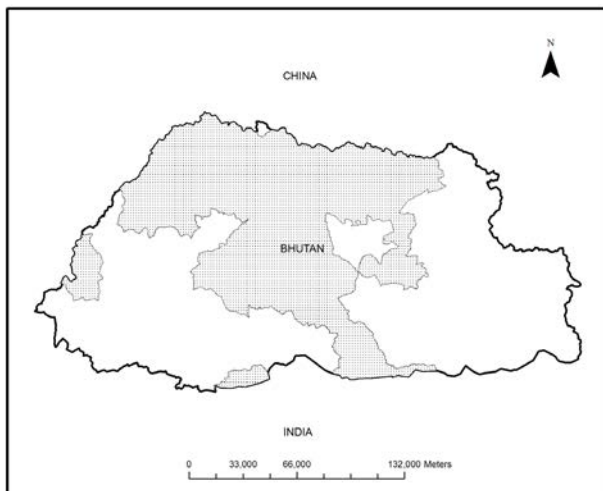 N
CHINA
BHUTAN
INDIA
0 33,000 66,000 132,000 Meters